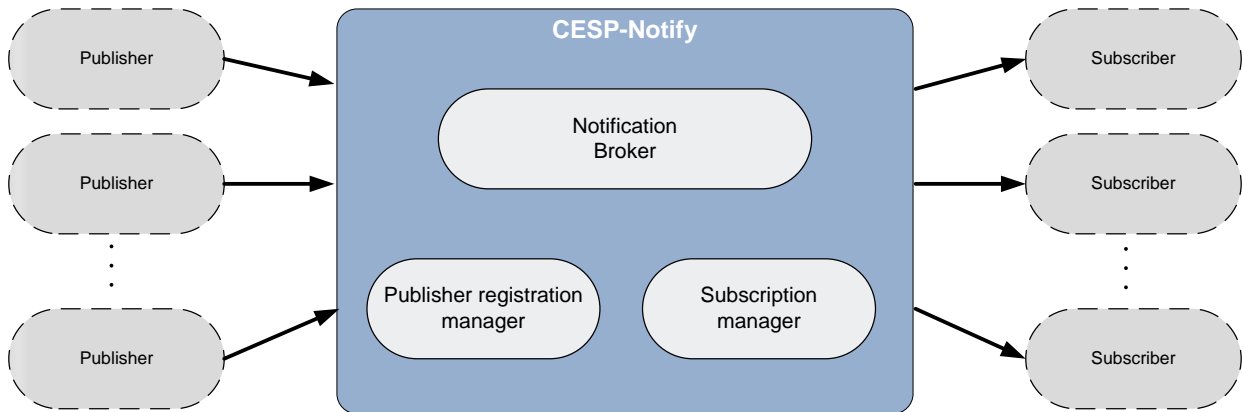 CESP-Notify
Publisher
Subscriber
Notification
Broker
Publisher
Subscriber
Publisher registration
manager
Subscription
manager
Publisher
Subscriber